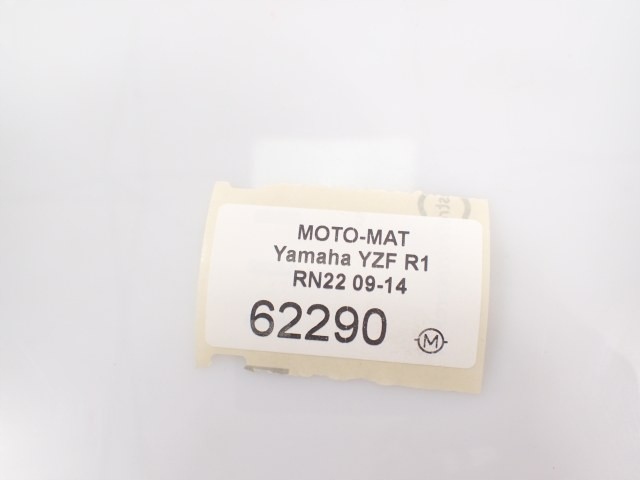 MOTO-MAT
Yamaha YZF R1
RN22 09-14
62290
M